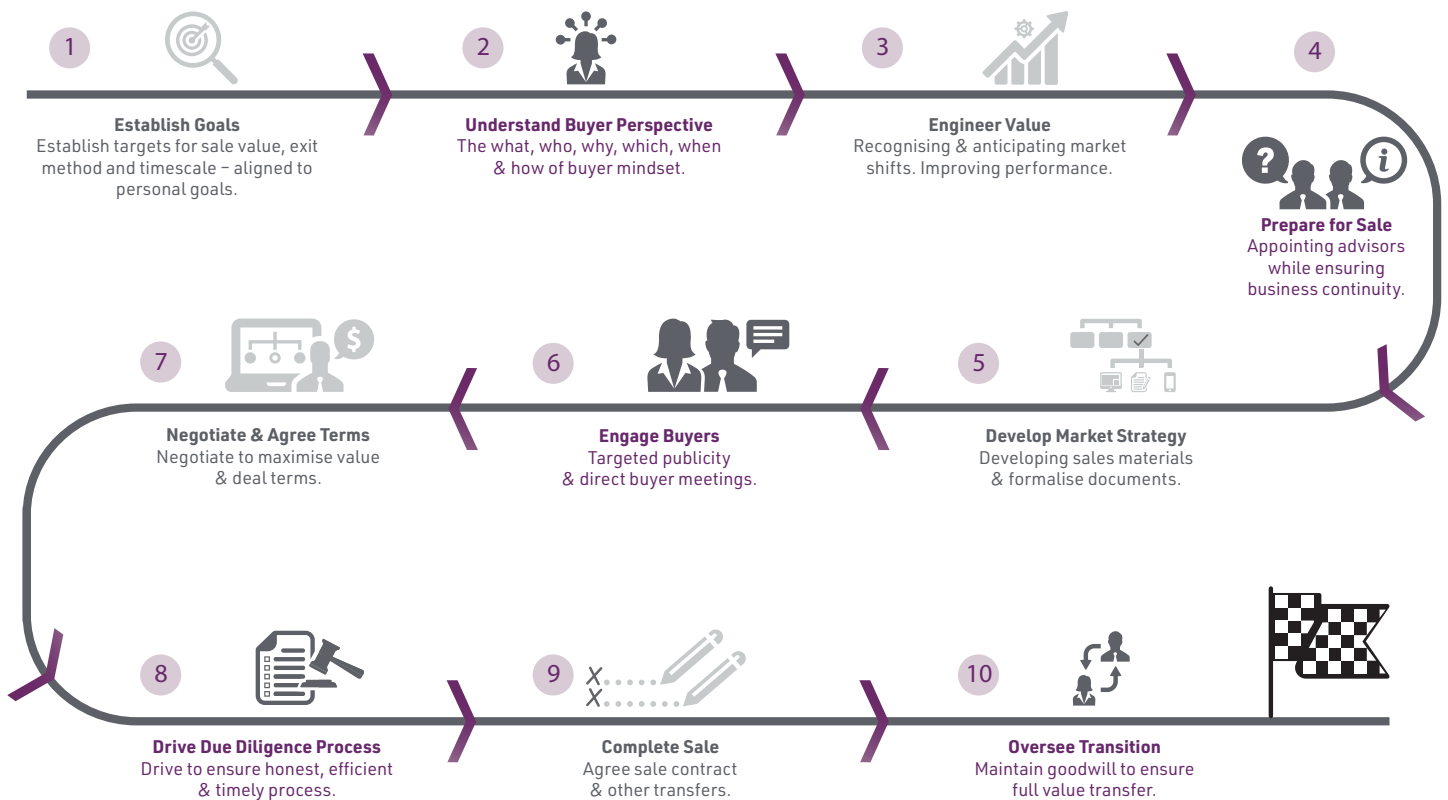 1
Establish Goals
Establish targets for sale value, exit
method and timescale – aligned to
personal goals.
2
Understand Buyer Perspective
The what, who, why, which, when
& how of buyer mindset.
3
Engineer Value
Recognising & anticipating market
shifts. Improving performance.
4
?
i
Prepare for Sale
Appointing advisors
while ensuring
business continuity.
5
Develop Market Strategy
Developing sales materials
& formalise documents.
6
Engage Buyers
Targeted publicity
& direct buyer meetings.
7
$
Negotiate & Agree Terms
Negotiate to maximise value
& deal terms.
8
Drive Due Diligence Process
Drive to ensure honest, efficient
& timely process.
9
X
X
Complete Sale
Agree sale contract
& other transfers.
10
Oversee Transition
Maintain goodwill to ensure
full value transfer.